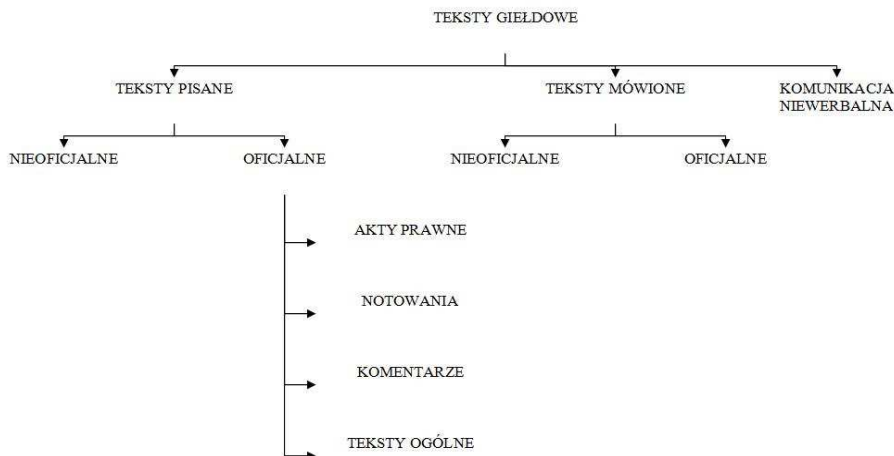 TEKSTY GIEŁDOWE
TEKSTY PISANE
TEKSTY MÓWIONE
KOMUNIKACJA
NIEWERBALNA
NIEOFICJALNE
OFICJALNE
NIEOFICJALNE
OFICJALNE
AKTY PRAWNE
NOTOWANIA
KOMENTARZE
TEKSTY OGÓLNE